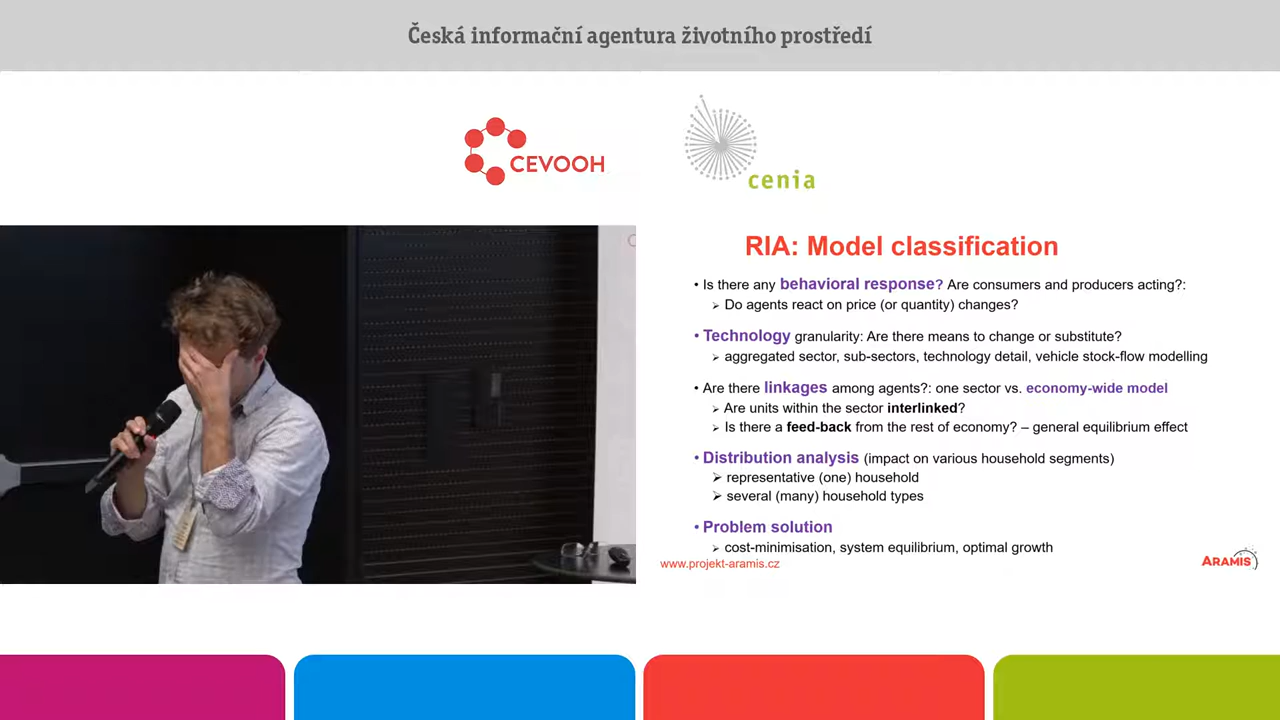 Česká informační agentura životního prostředí
CEVOOH
cenia
RIA: Model classification
• Is there any behavioral response? Are consumers and producers acting?:
➢ Do agents react on price (or quantity) changes?
• Technology granularity: Are there means to change or substitute?
➢ aggregated sector, sub-sectors, technology detail, vehicle stock-flow modelling
• Are there linkages among agents?: one sector vs. economy-wide model
➢ Are units within the sector interlinked?
➢ Is there a feed-back from the rest of economy? – general equilibrium effect
• Distribution analysis (impact on various household segments)
➢ representative (one) household
➢ several (many) household types
• Problem solution
➢ cost-minimisation, system equilibrium, optimal growth
www.projekt-aramis.cz
ARAMIS